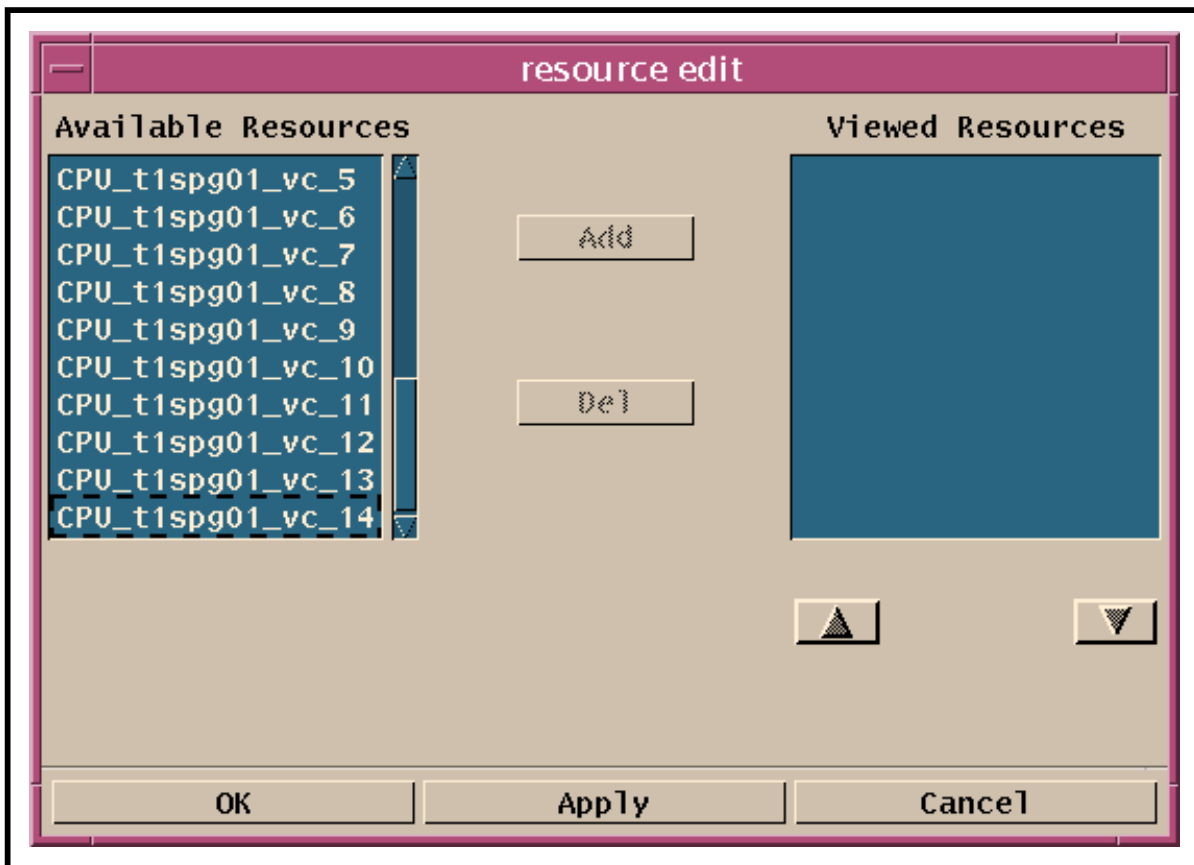 resource edit
Available Resources
Viewed Resources
CPU_t1spg01_vc_5
CPU_t1spg01_vc_6
CPU_t1spg01_vc_7
CPU_t1spg01_vc_8
CPU_t1spg01_vc_9
CPU_t1spg01_vc_10
CPU_t1spg01_vc_11
CPU_t1spg01_vc_12
CPU_t1spg01_vc_13
CPU_t1spg01_vc_14
Add
Del
OK
Apply
Cancel